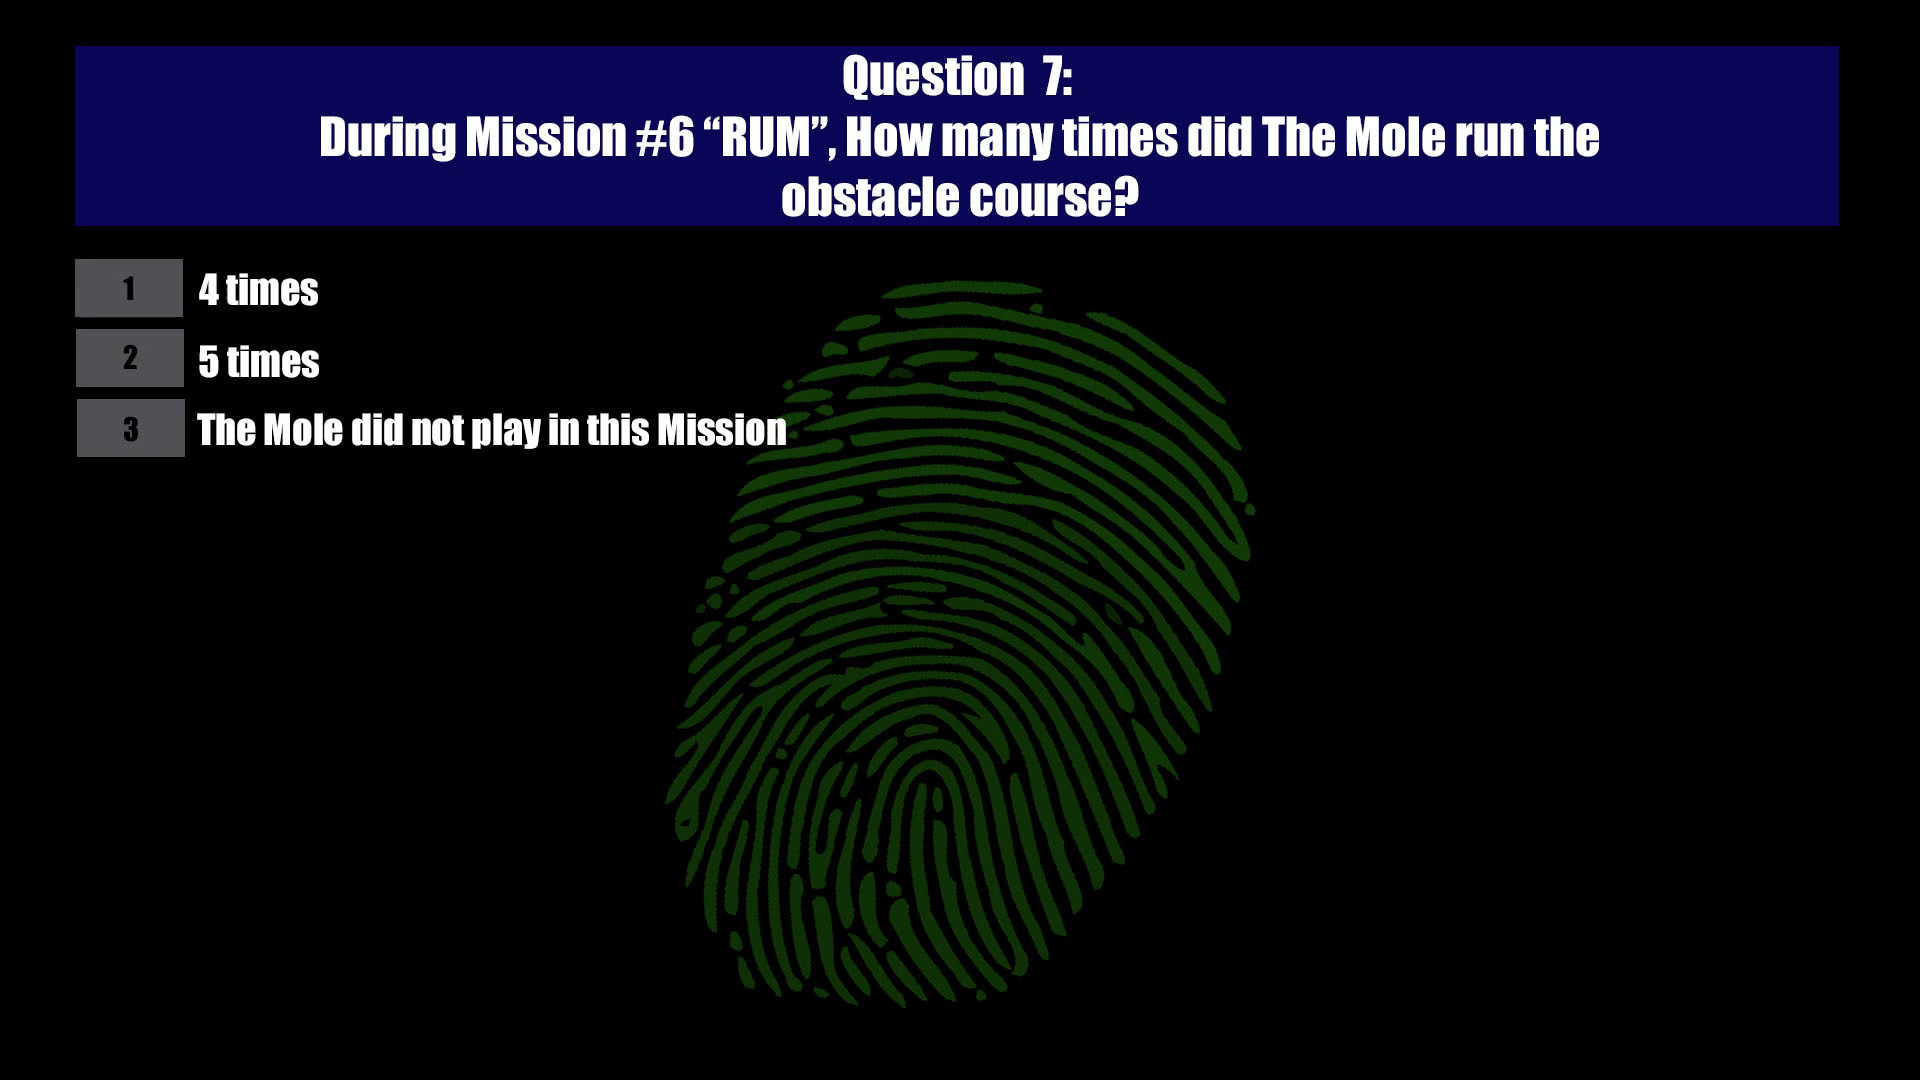 Question 7:
During Mission #6 “RUM”, How many times did The Mole run the
obstacle course?
1 4 times
2 5 times
3 The Mole did not play in this Mission